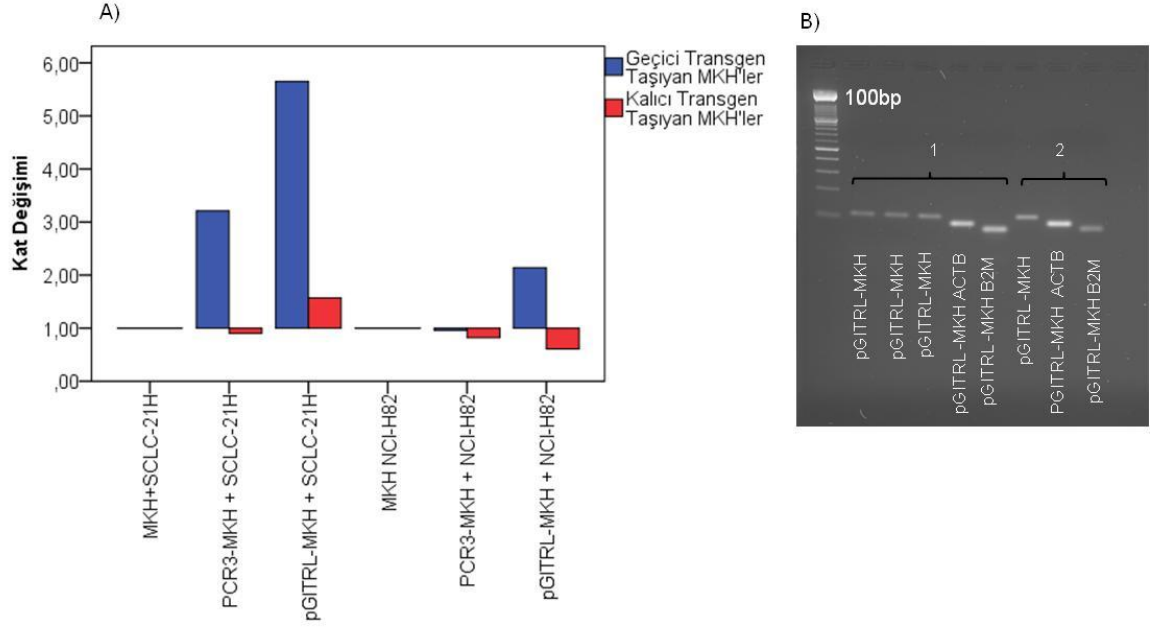 A)
Kat Değişimi
6,00
5,00
4,00
3,00
2,00
1,00
,00
MKH+SCLC-21H
PCR3-MKH + SCLC-21H
pGITRL-MKH + SCLC-21H
MKH NCI-H82
PCR3-MKH + NCI-H82
pGITRL-MKH + NCI-H82
Geçici Transgen
Taşıyan MKH'ler
Kalıcı Transgen
Taşıyan MKH'ler
B)
100bp
1
2
pGITRL-MKH
pGITRL-MKH
pGITRL-MKH
pGITRL-MKH ACTB
pGITRL-MKH B2M
pGITRL-MKH
PGITRL-MKH ACTB
pGITRL-MKH B2M